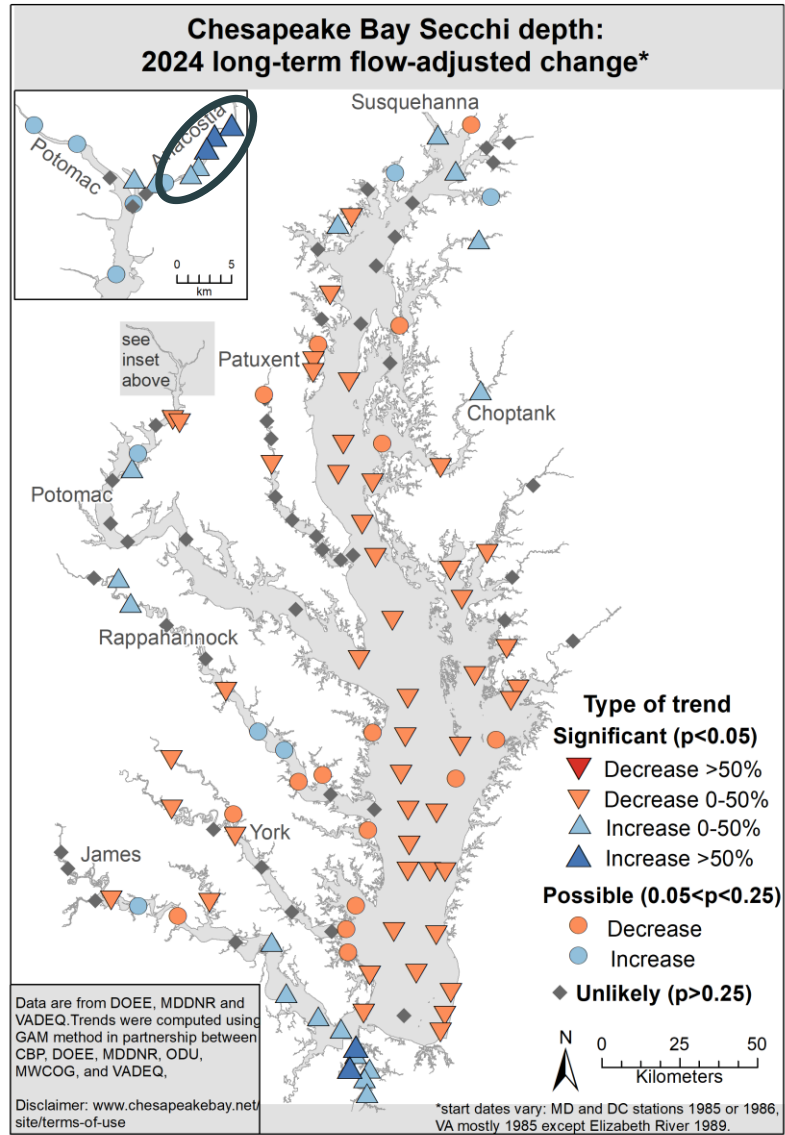 Chesapeake Bay Secchi depth:
2024 long-term flow-adjusted change*
Susquehanna
Anacostia
Potomac
0 5
km
see
inset
above
Patuxent
Choptank
Potomac
Rappahannock
York
James
Type of trend
Significant (p<0.05)
Decrease >50%
Decrease 0-50%
Increase 0-50%
Increase >50%
Possible (0.05<p<0.25)
Decrease
Increase
Unlikely (p>0.25)
N
0 25 50
Kilometers
Data are from DOEE, MDDNR and
VADEQ.Trends were computed using
GAM method in partnership between
CBP, DOEE, MDDNR, ODU,
MWCOG, and VADEQ,
Disclaimer: www.chesapeakebay.net/
site/terms-of-use
*start dates vary: MD and DC stations 1985 or 1986,
VA mostly 1985 except Elizabeth River 1989.